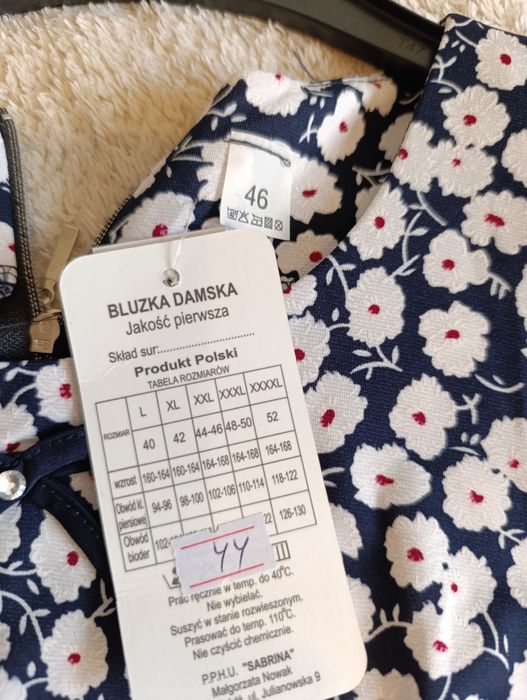 46
BLUZKA DAMSKA
Jakość pierwsza
Skład sur:
Produkt Polski
TABELA ROZMIARÓW
ROZMIAR L XL XXL XXXL XXXXL
40 42 44-46 48-50 52
wzrost 160-164 160-164 164-168 164-168 164-168
Obwód kl. piersiowej 94-96 98-100 102-106 110-114 118-122
Obwód bioder 126-130
44
Prać ręcznie w temp. do 40°C.
Nie wybielać.
Suszyć w stanie rozwieszonym.
Prasować do temp. 110°C.
Nie czyścić chemicznie.
P.P.H.U. "SABRINA"
Małgorzata Nowak
ul. Julianowska 9